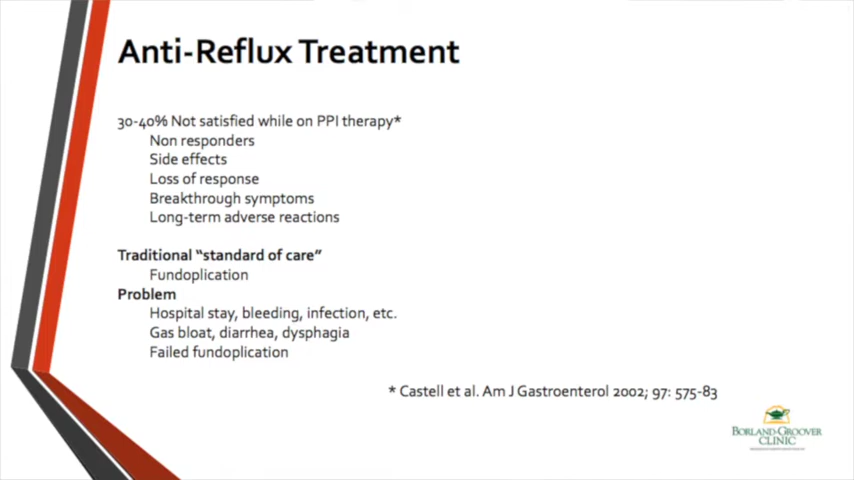 Anti-Reflux Treatment
30-40% Not satisfied while on PPI therapy*
Non responders
Side effects
Loss of response
Breakthrough symptoms
Long-term adverse reactions
Traditional “standard of care”
Fundoplication
Problem
Hospital stay, bleeding, infection, etc.
Gas bloat, diarrhea, dysphagia
Failed fundoplication
* Castell et al. Am J Gastroenterol 2002; 97: 575-83
BORLAND-GROOVER
CLINIC